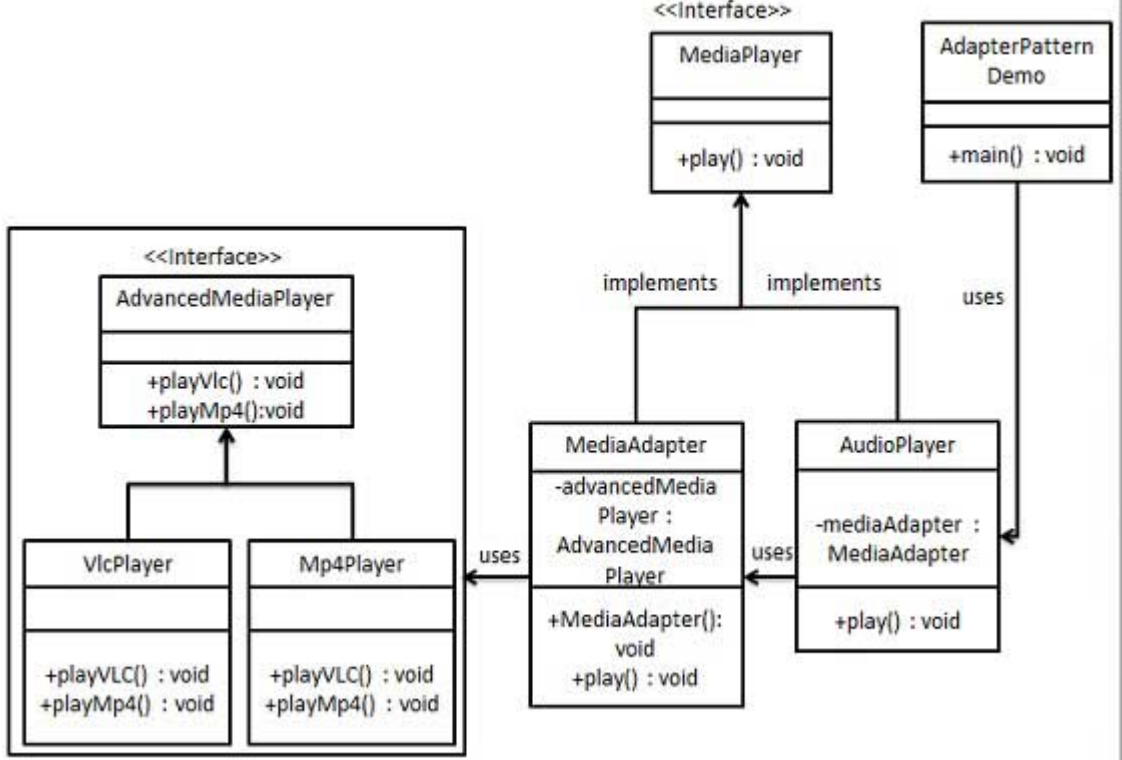 <<Interface>>
MediaPlayer
+play() : void
AdapterPattern
Demo
+main() : void
implements
implements
uses
<<Interface>>
AdvancedMediaPlayer
+playVlc() : void
+playMp4():void
VlcPlayer
+playVLC() : void
+playMp4() : void
Mp4Player
+playVLC() : void
+playMp4() : void
uses
MediaAdapter
-advancedMedia
Player :
AdvancedMedia
Player
+MediaAdapter():
void
+play() : void
uses
AudioPlayer
-mediaAdapter :
MediaAdapter
+play() : void